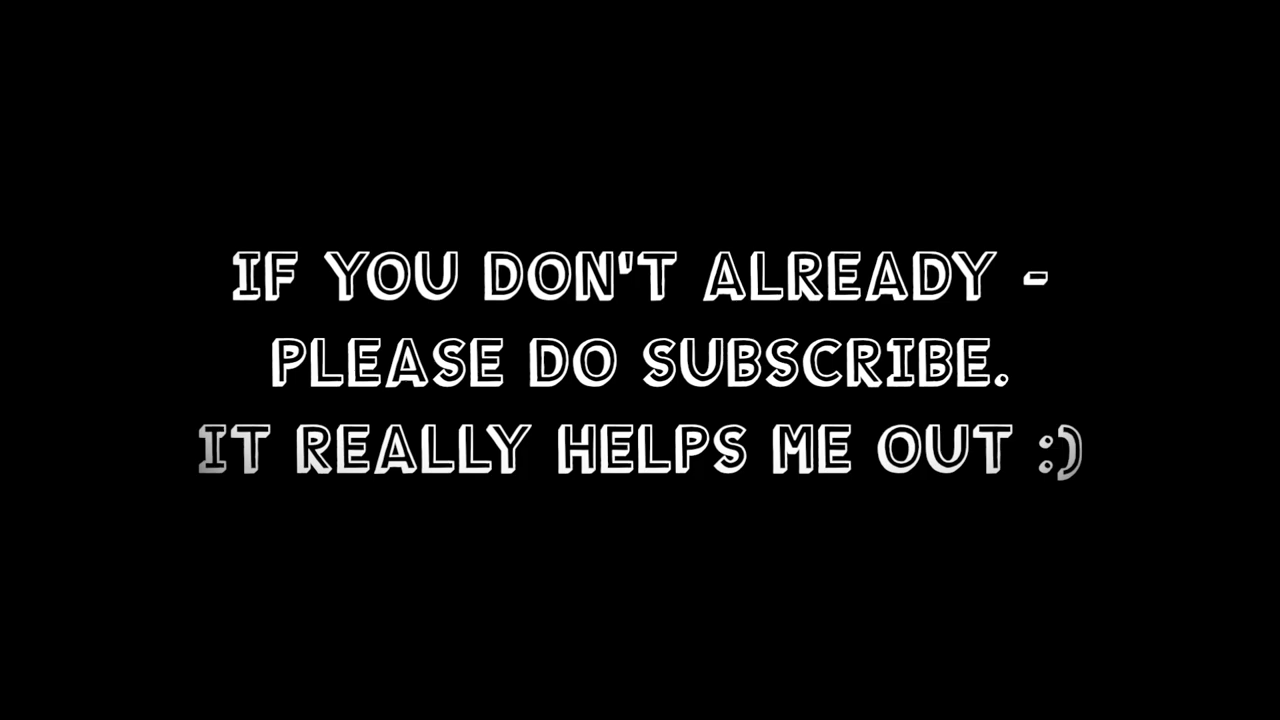 IF YOU DON'T ALREADY -
PLEASE DO SUBSCRIBE.
IT REALLY HELPS ME OUT :)